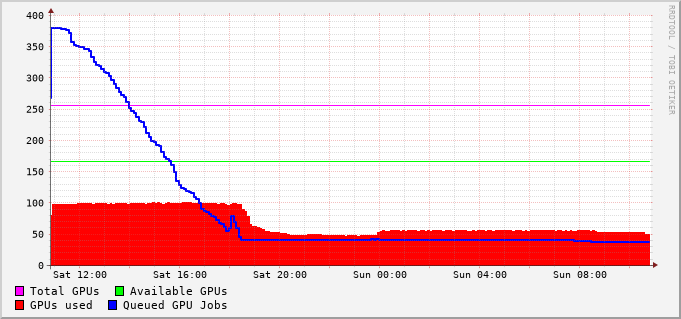 400
350
300
250
200
150
100
50
0
Sat 12:00 Sat 16:00 Sat 20:00 Sun 00:00 Sun 04:00 Sun 08:00
Total GPUs Available GPUs
GPUs used Queued GPU Jobs
RRDTOOL / TOBI OETIKER